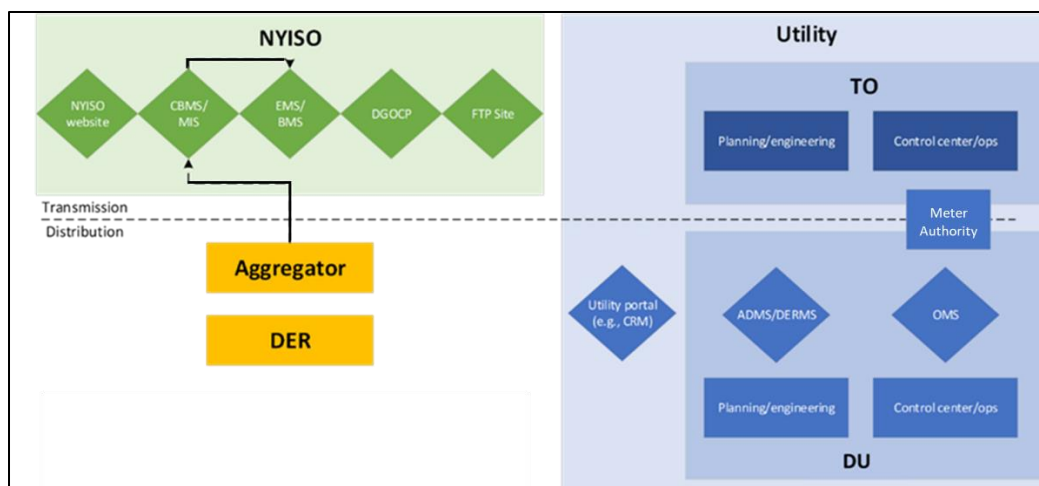 NYISO
NYISO
website
CBMS/
MIS
EMS/
BMS
DGOCP
FTP Site
Utility
TO
Planning/engineering
Control center/ops
Transmission
Distribution
Meter
Authority
Aggregator
DER
Utility portal
(e.g., CRM)
ADMS/DERMS
OMS
Planning/engineering
Control center/ops
DU